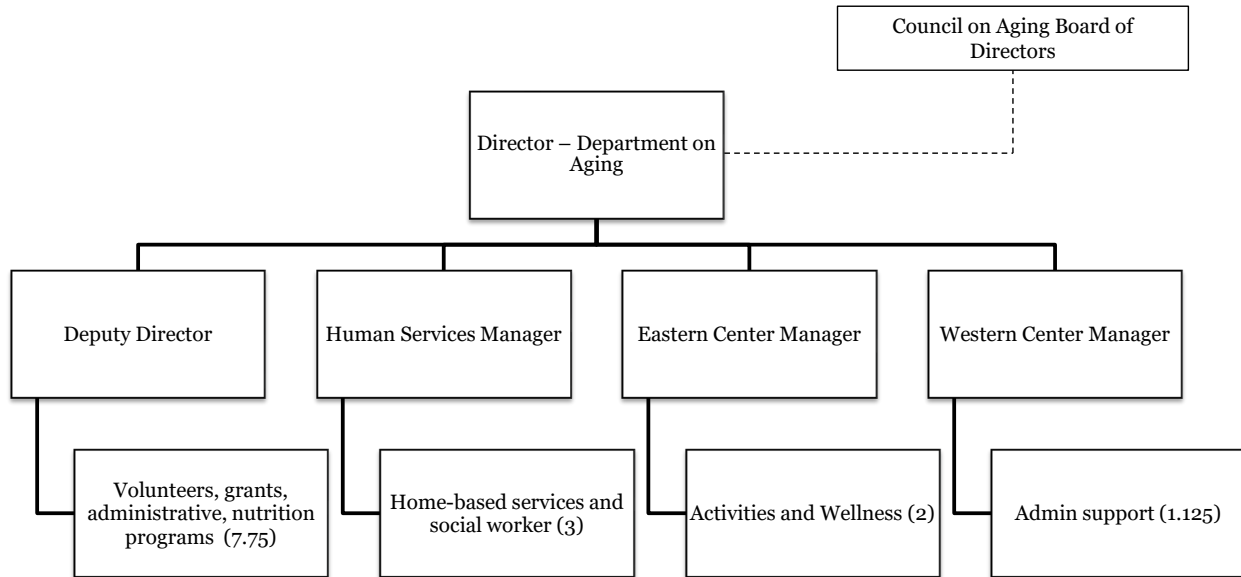 Council on Aging Board of
Directors
Director – Department on
Aging
Deputy Director
Human Services Manager
Eastern Center Manager
Western Center Manager
Volunteers, grants,
administrative, nutrition
programs (7.75)
Home-based services and
social worker (3)
Activities and Wellness (2)
Admin support (1.125)